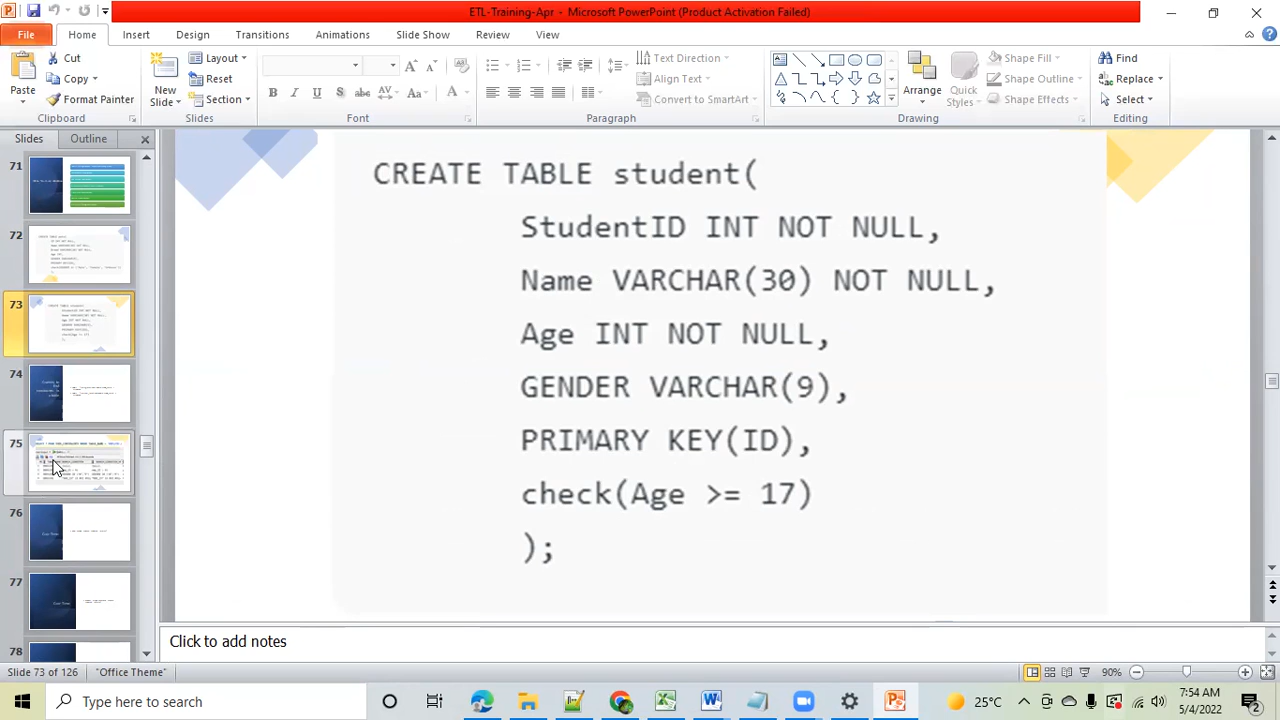 ETL-Training-Apr - Microsoft PowerPoint (Product Activation Failed)
File Home Insert Design Transitions Animations Slide Show Review View
Cut
Copy
Format Painter
Paste
Clipboard
New
Slide
Layout
Reset
Section
Slides
B I U S abc AV Aa A
Font
Text Direction
Align Text
Convert to SmartArt
Paragraph
Arrange
Quick
Styles
Shape Fill
Shape Outline
Shape Effects
Drawing
Find
Replace
Select
Editing
Slides Outline
71
72
73
74
75
76
77
78
CREATE TABLE student(
StudentID INT NOT NULL,
Name VARCHAR(30) NOT NULL,
Age INT NOT NULL,
GENDER VARCHAR(9),
PRIMARY KEY(ID),
check(Age >= 17)
);
Click to add notes
Slide 73 of 126 "Office Theme" 90%
Type here to search
25°C
7:54 AM
5/4/2022
2